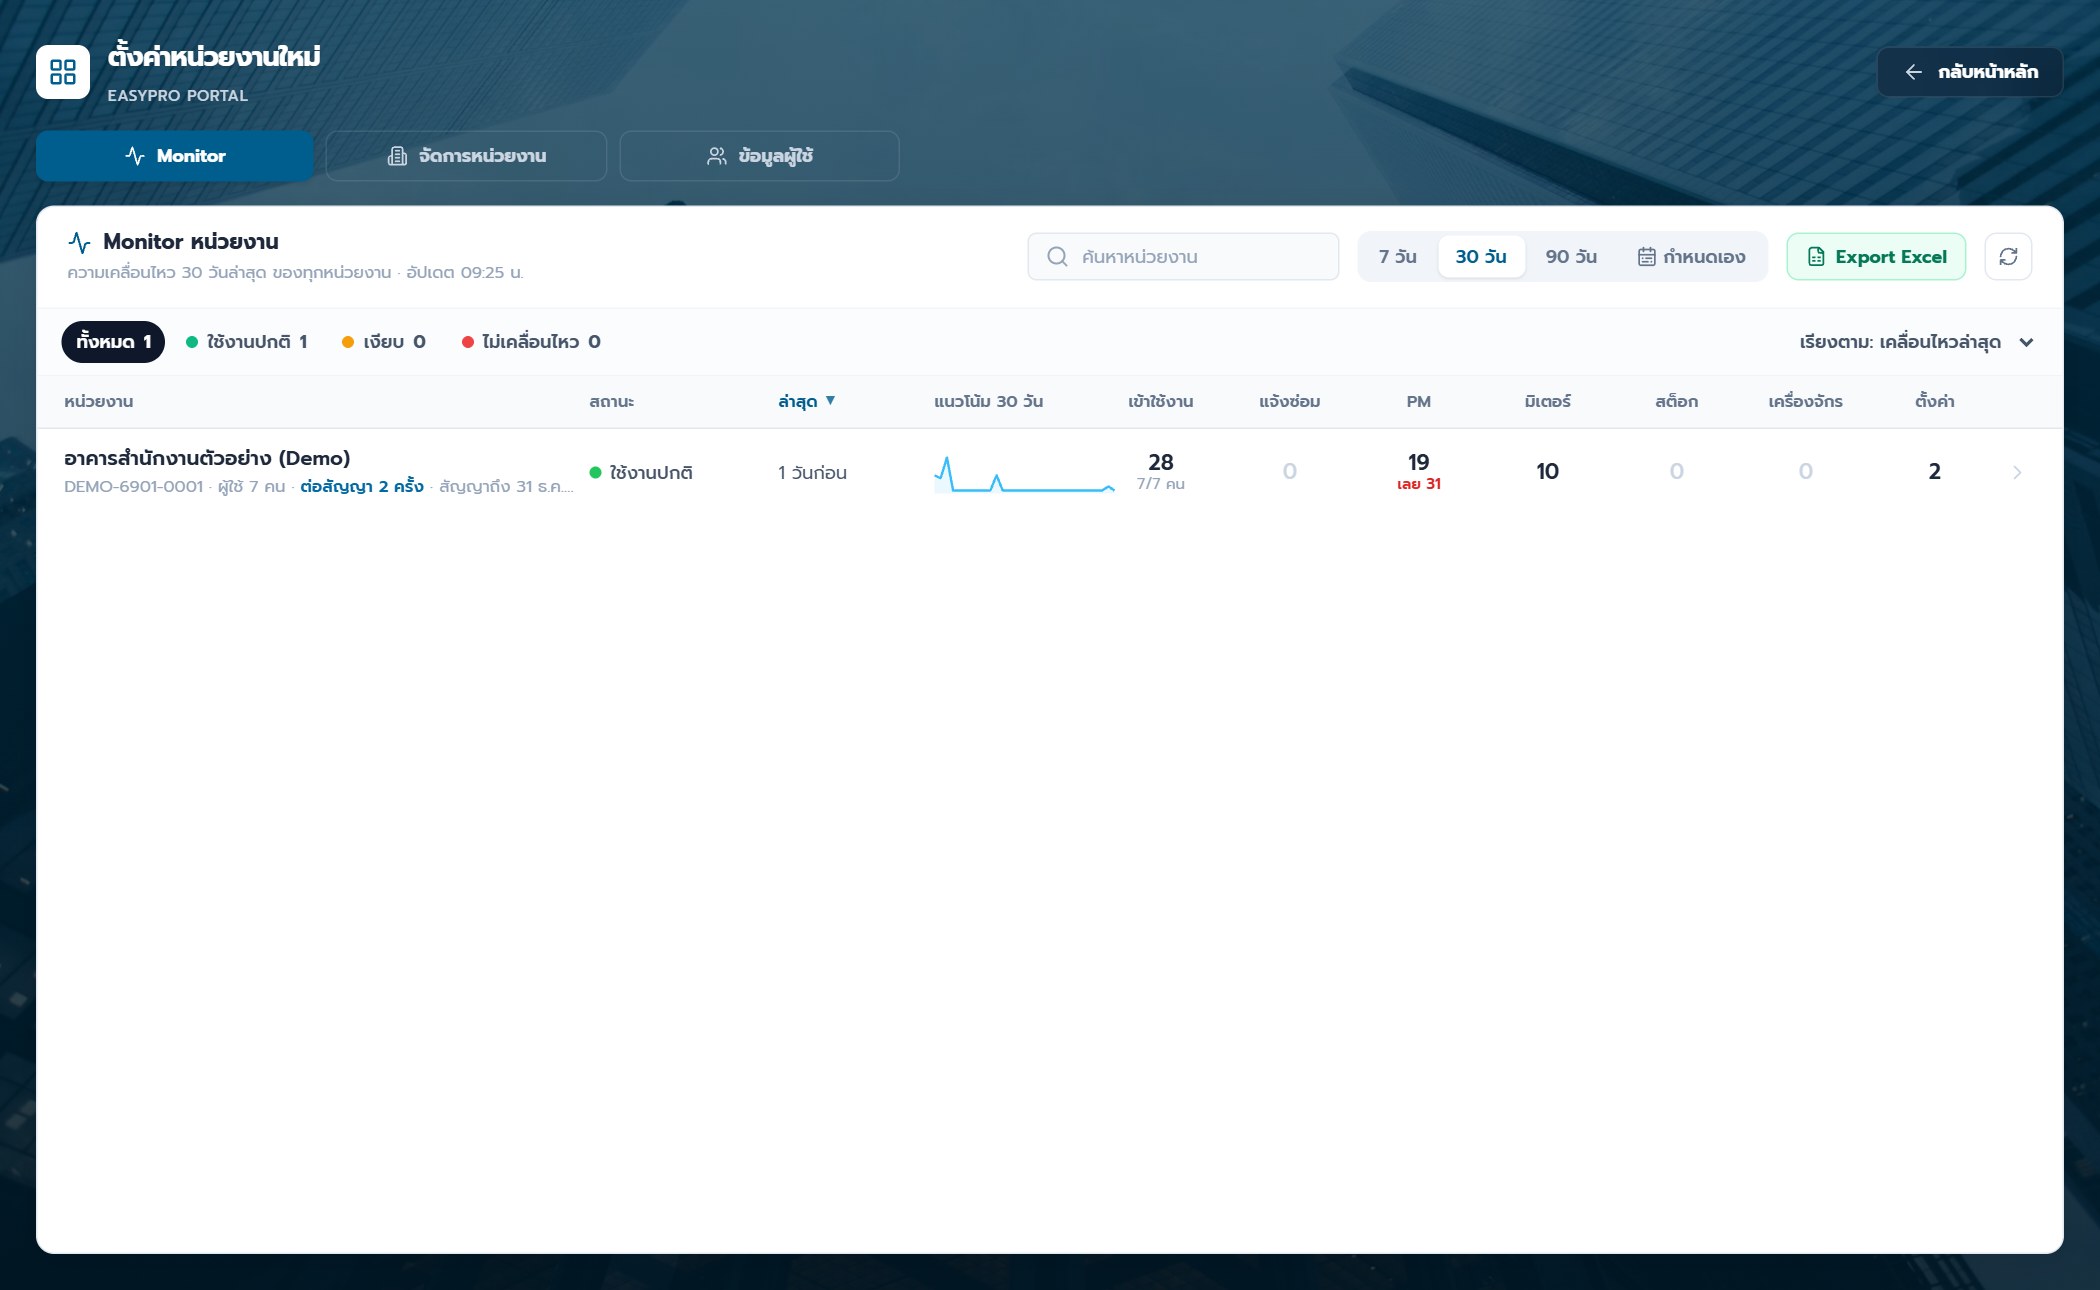 ตั้งค่าหน่วยงานใหม่
EASYPRO PORTAL
กลับหน้าหลัก
Monitor
จัดการหน่วยงาน
ข้อมูลผู้ใช้
Monitor หน่วยงาน
ความเคลื่อนไหว 30 วันล่าสุด ของทุกหน่วยงาน · อัปเดต 09:25 น.
ค้นหาหน่วยงาน
7 วัน
30 วัน
90 วัน
กำหนดเอง
Export Excel
ทั้งหมด 1
ใช้งานปกติ 1
เงียบ 0
ไม่เคลื่อนไหว 0
เรียงตาม: เคลื่อนไหวล่าสุด
หน่วยงาน สถานะ ล่าสุด ▼ แนวโน้ม 30 วัน เข้าใช้งาน แจ้งซ่อม PM มิเตอร์ สต็อก เครื่องจักร ตั้งค่า
อาคารสำนักงานตัวอย่าง (Demo)
DEMO-6901-0001 · ผู้ใช้ 7 คน · ต่อสัญญา 2 ครั้ง · สัญญาถึง 31 ธ.ค....
ใช้งานปกติ
1 วันก่อน
28
7/7 คน
0
19
เลย 31
10
0
0
2